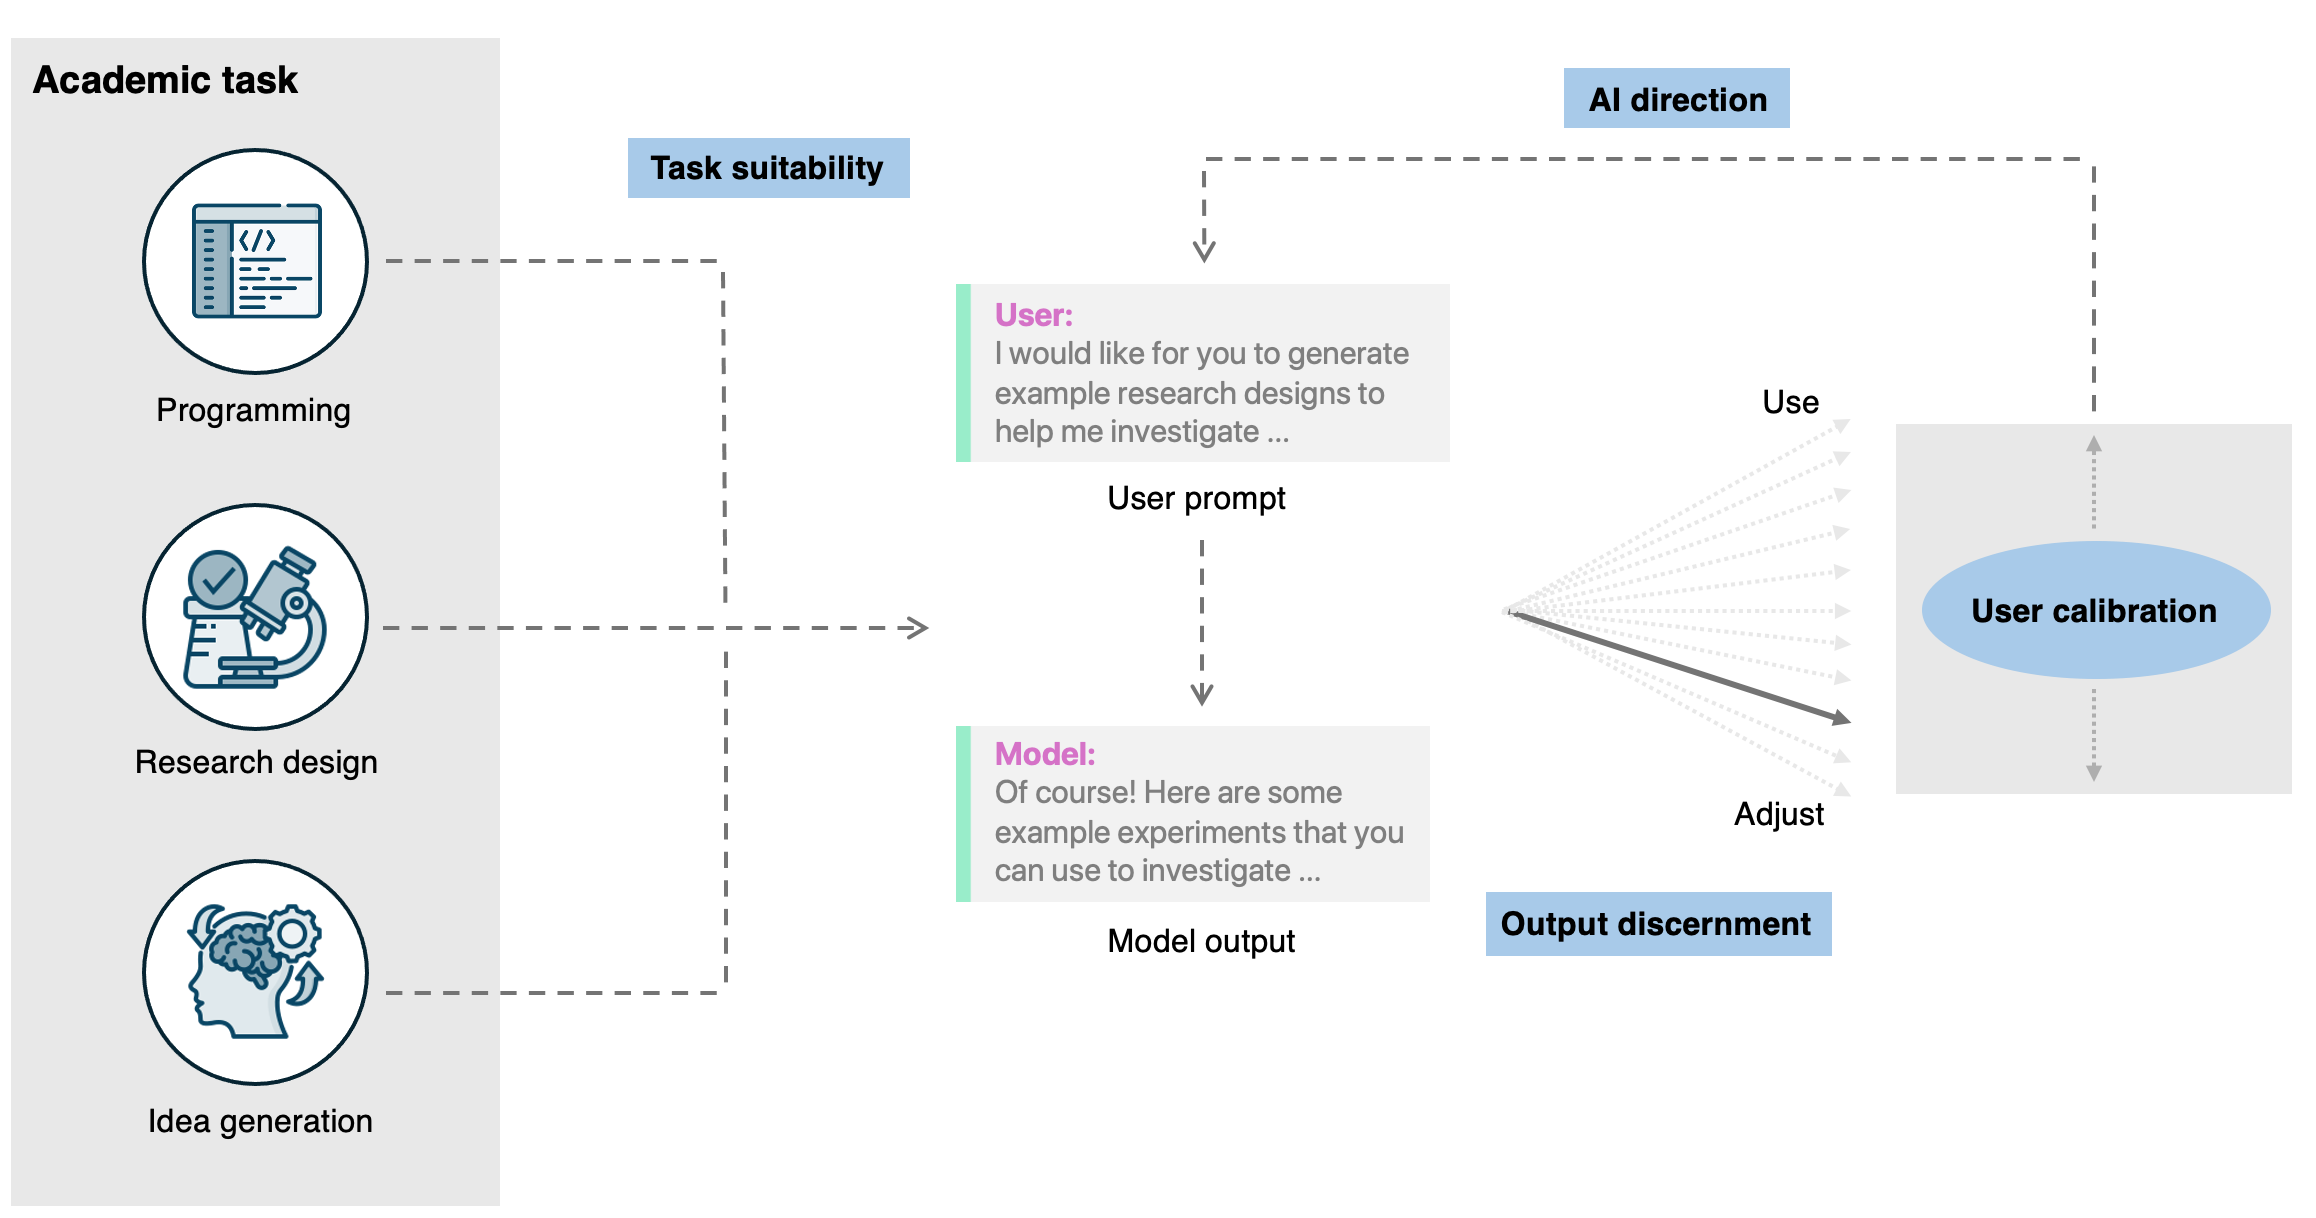 Academic task
Programming
Research design
Idea generation
Task suitability
AI direction
User:
I would like for you to generate
example research designs to
help me investigate ...
User prompt
Model:
Of course! Here are some
example experiments that you
can use to investigate ...
Model output
Use
Adjust
Output discernment
User calibration